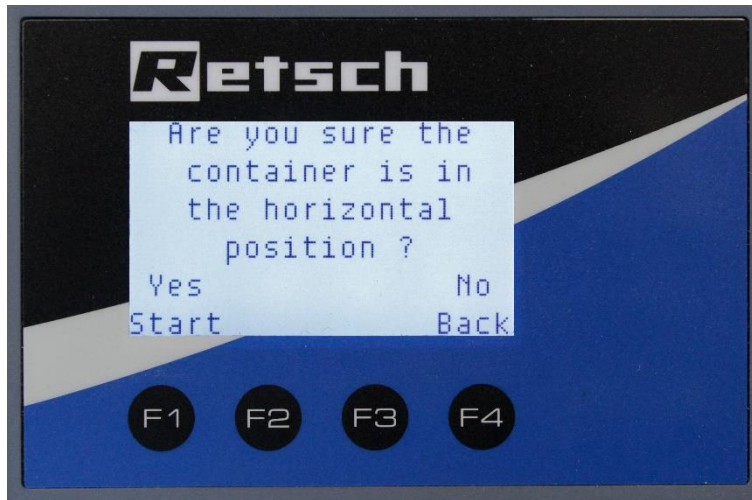 Retsch
Are you sure the
container is in
the horizontal
position ?
Yes No
Start Back
F1 F2 F3 F4